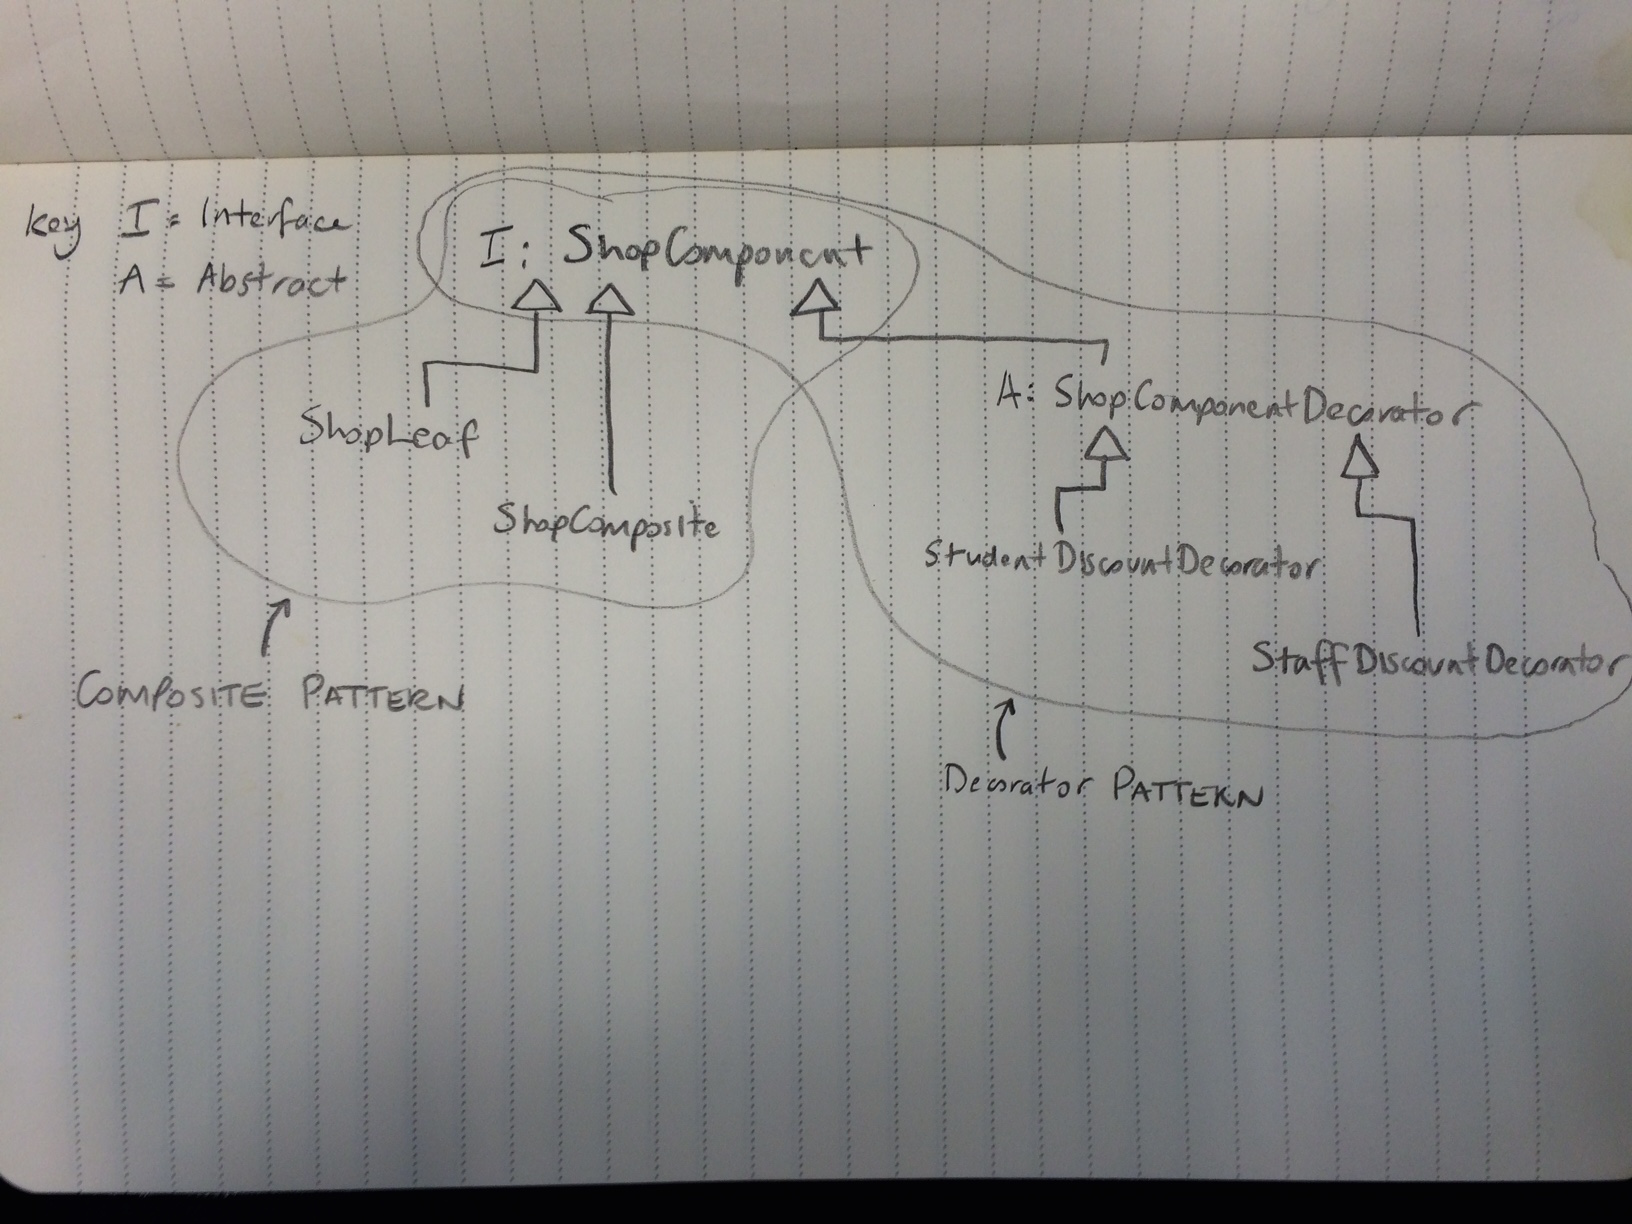 Key I = Interface
A = Abstract
I: ShopComponent
A: ShopComponentDecorator
ShopLeaf
ShopComposite
StudentDiscountDecorator
StaffDiscountDecorator
COMPOSITE PATTERN
Decorator PATTERN